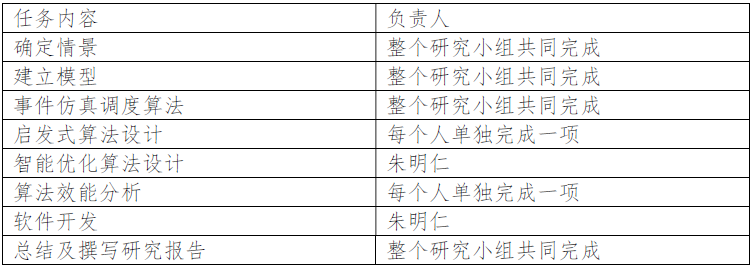 任务内容 负责人
确定情景 整个研究小组共同完成
建立模型 整个研究小组共同完成
事件仿真调度算法 整个研究小组共同完成
启发式算法设计 每个人单独完成一项
智能优化算法设计 朱明仁
算法效能分析 每个人单独完成一项
软件开发 朱明仁
总结及撰写研究报告 整个研究小组共同完成